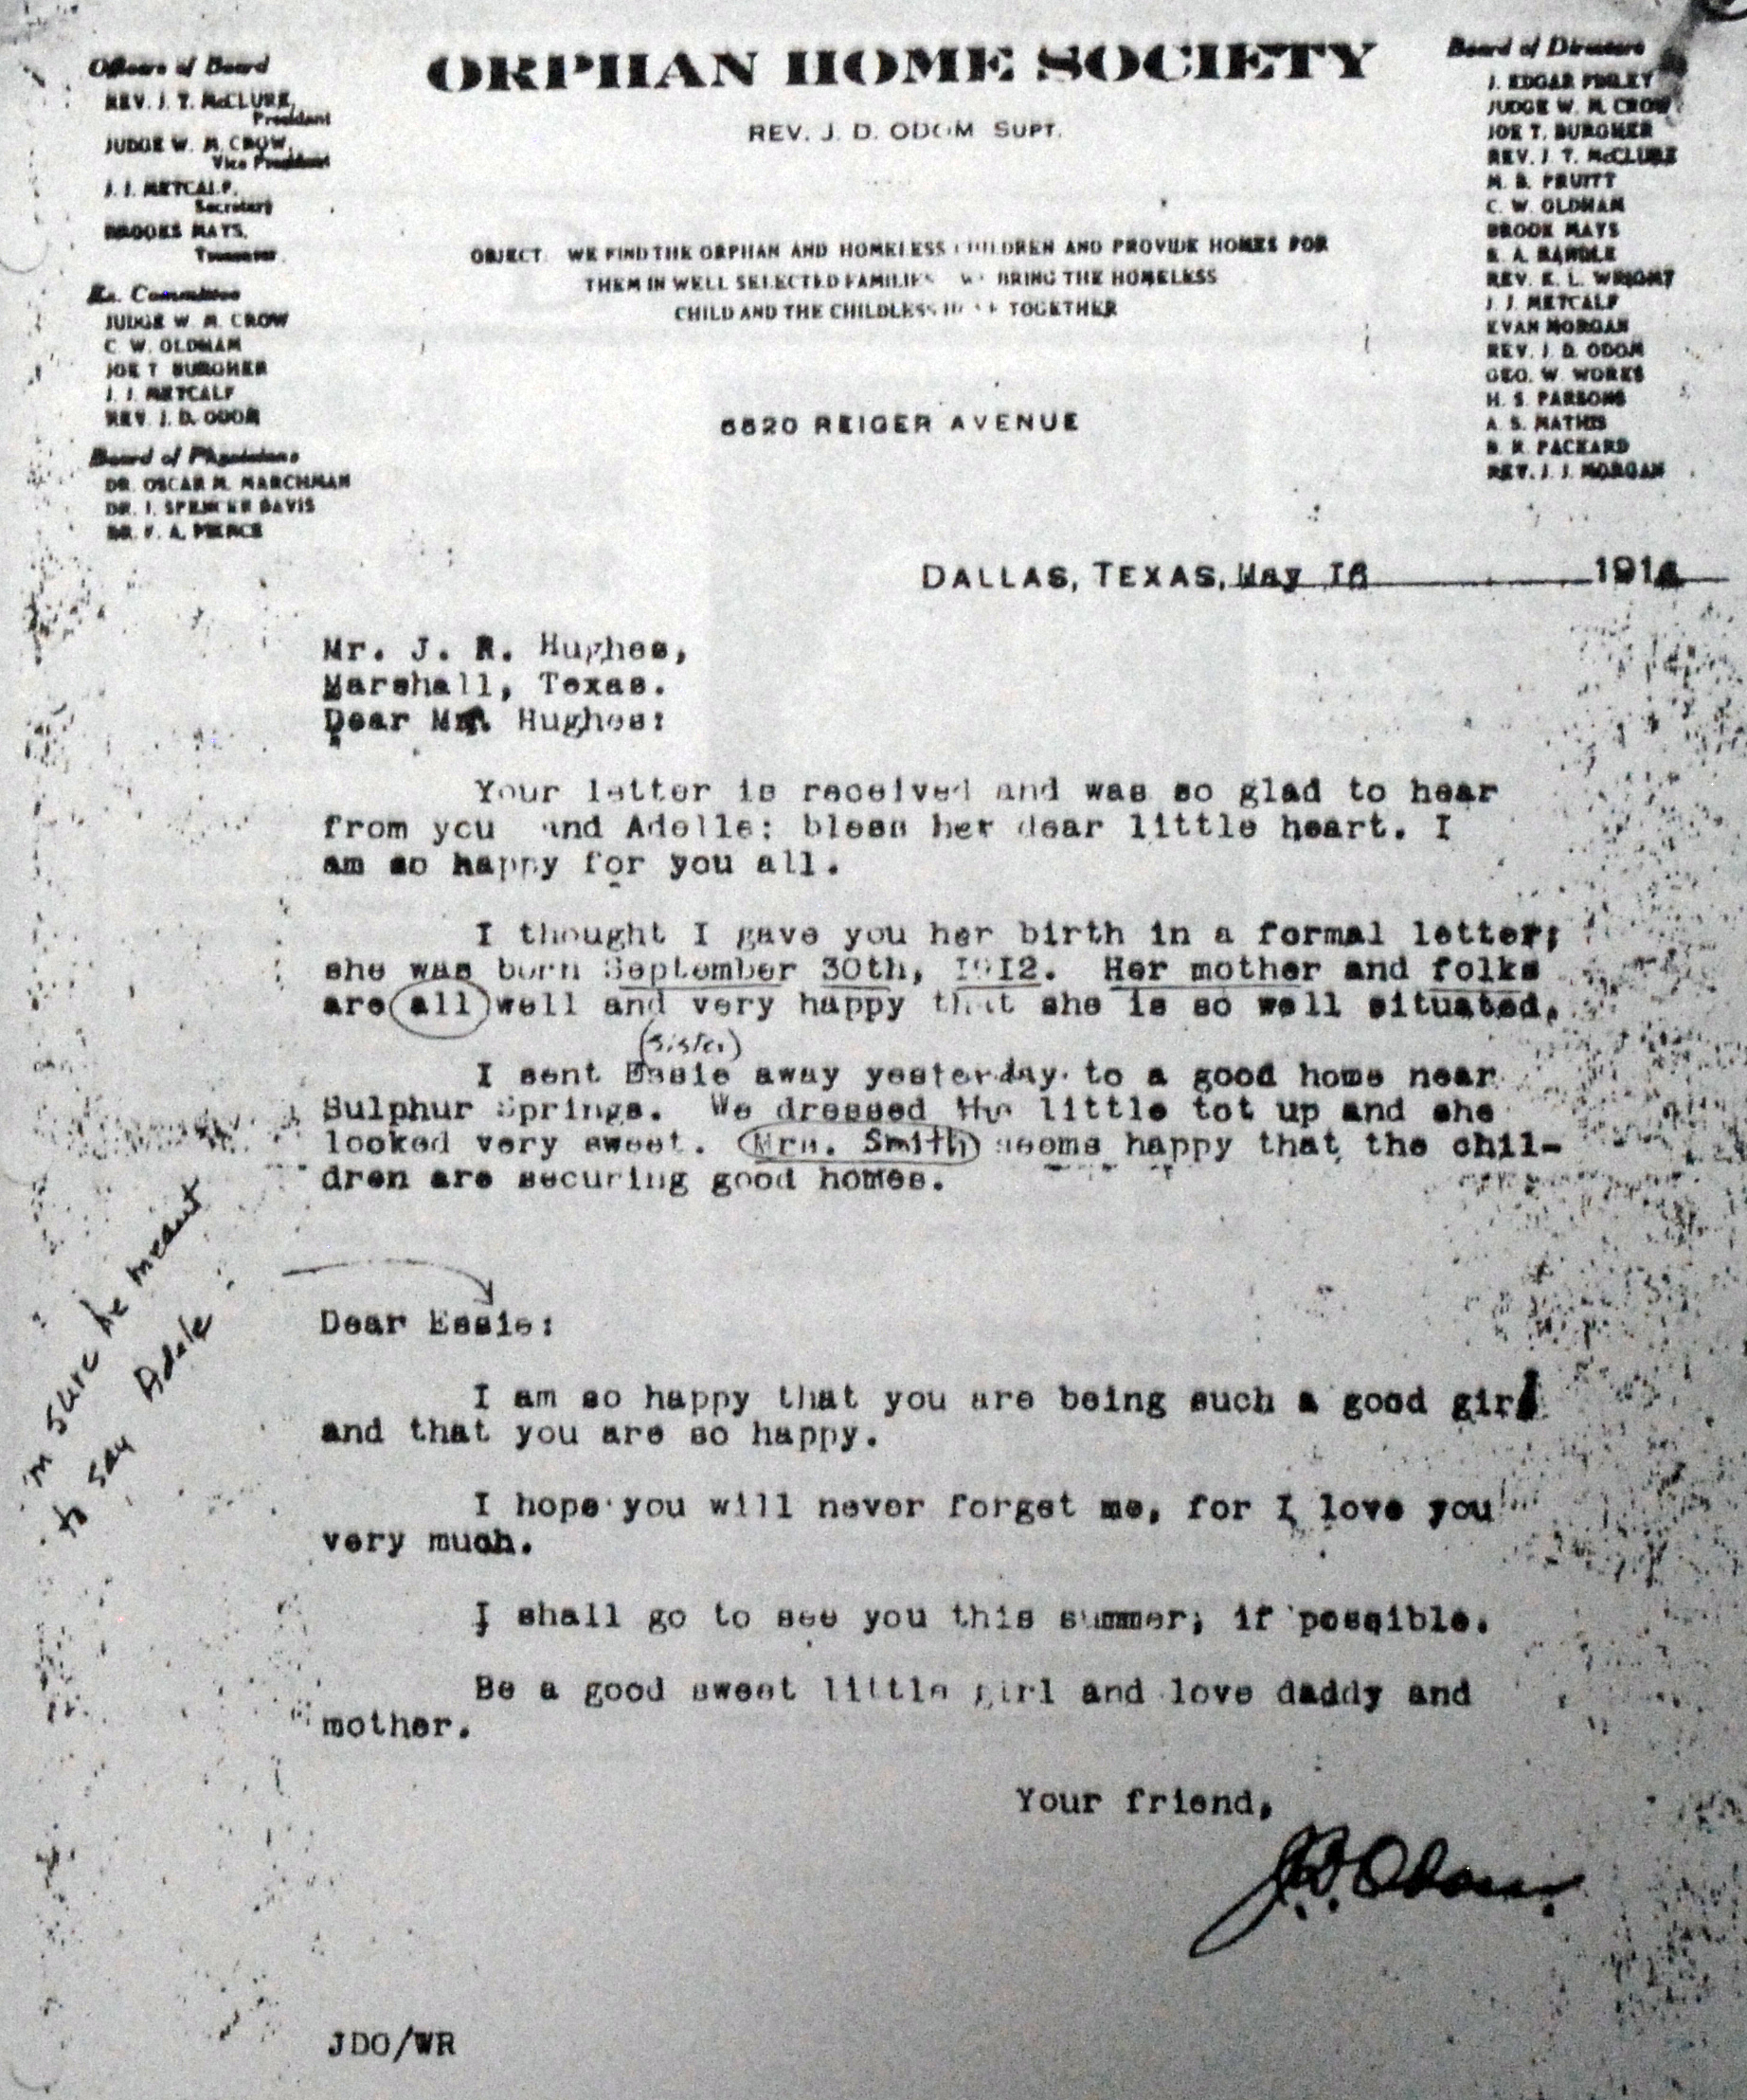 ORPHAN HOME SOCIETY
REV. J. D. ODOM SUPT.
Officers of Board
REV. J. T. McCLURE,
President
JUDGE W. M. CROW,
Vice President
J. J. METCALF,
Secretary
BROOKS MAYS,
Treasurer
Ex. Committee
JUDGE W. M. CROW
C. W. OLDHAM
JOE T. BURGHER
J. J. METCALF
REV. J. D. ODOM
Board of Physicians
DR. OSCAR M. MARCHMAN
DR. J. SPENCER DAVIS
DR. F. A. PIERCE
OBJECT: WE FIND THE ORPHAN AND HOMELESS CHILDREN AND PROVIDE HOMES FOR
THEM IN WELL SELECTED FAMILIES WE BRING THE HOMELESS
CHILD AND THE CHILDLESS HOME TOGETHER
6620 REIGER AVENUE
Board of Directors
J. EDGAR
JUDGE W. M. CROW
JOE T. BURGHER
REV. J. T. McCLURE
M. B. PRUITT
C. W. OLDHAM
BROOK MAYS
E. A. RANDLE
REV. E. L. WRIGHT
J. J. METCALF
EVAN MORGAN
REV. J. D. ODOM
GEO. W. WORKS
H. S. PARSONS
A. S. MATHIS
B. R. PACKARD
REV. J. J. MORGAN
DALLAS, TEXAS, May 16 191
Mr. J. R. Hughes,
Marshall, Texas.
Dear Mr. Hughes:
Your letter is received and was so glad to hear
from you and Adelle; bless her dear little heart. I
am so happy for you all.
I thought I gave you her birth in a formal letter;
she was born September 30th, 1912. Her mother and folks
are all well and very happy that she is so well situated.
(sister)
I sent Essie away yesterday to a good home near
Sulphur Springs. We dressed the little tot up and she
looked very sweet. Mrs. Smith seems happy that the chil-
dren are securing good homes.
'm sure he meant
to say Adele
Dear Essie:
I am so happy that you are being such a good girl
and that you are so happy.
I hope you will never forget me, for I love you
very much.
I shall go to see you this summer, if possible.
Be a good sweet little girl and love daddy and
mother.
Your friend,
J.D. Odom.
JDO/WR